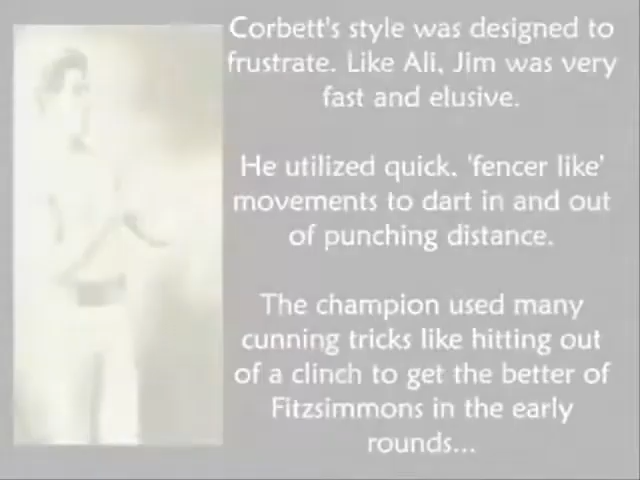 Corbett's style was designed to
frustrate. Like Ali, Jim was very
fast and elusive.
He utilized quick, 'fencer like'
movements to dart in and out
of punching distance.
The champion used many
cunning tricks like hitting out
of a clinch to get the better of
Fitzsimmons in the early
rounds...